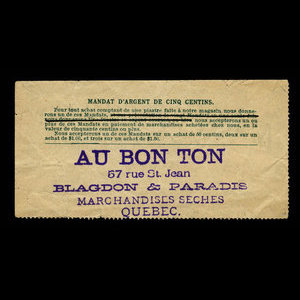 MANDAT D'ARGENT DE CINQ CENTINS.
Pour tout achat comptant de une piastre faite à notre magasin nous donne-
rons un de ces Mandats,
plus de ces Mandats en paiement de marchandises achetées chez nous, en la
valeur de cinquante centins ou plus.
Nous accepterons un de ces Mandats sur un achat de 50 centins, deux sur un
achat de $1.00, et trois sur un achat de $1.50.
AU BON TON
67 rue St. Jean
BLAGDON & PARADIS
MARCHANDISES SECHES
QUEBEC.